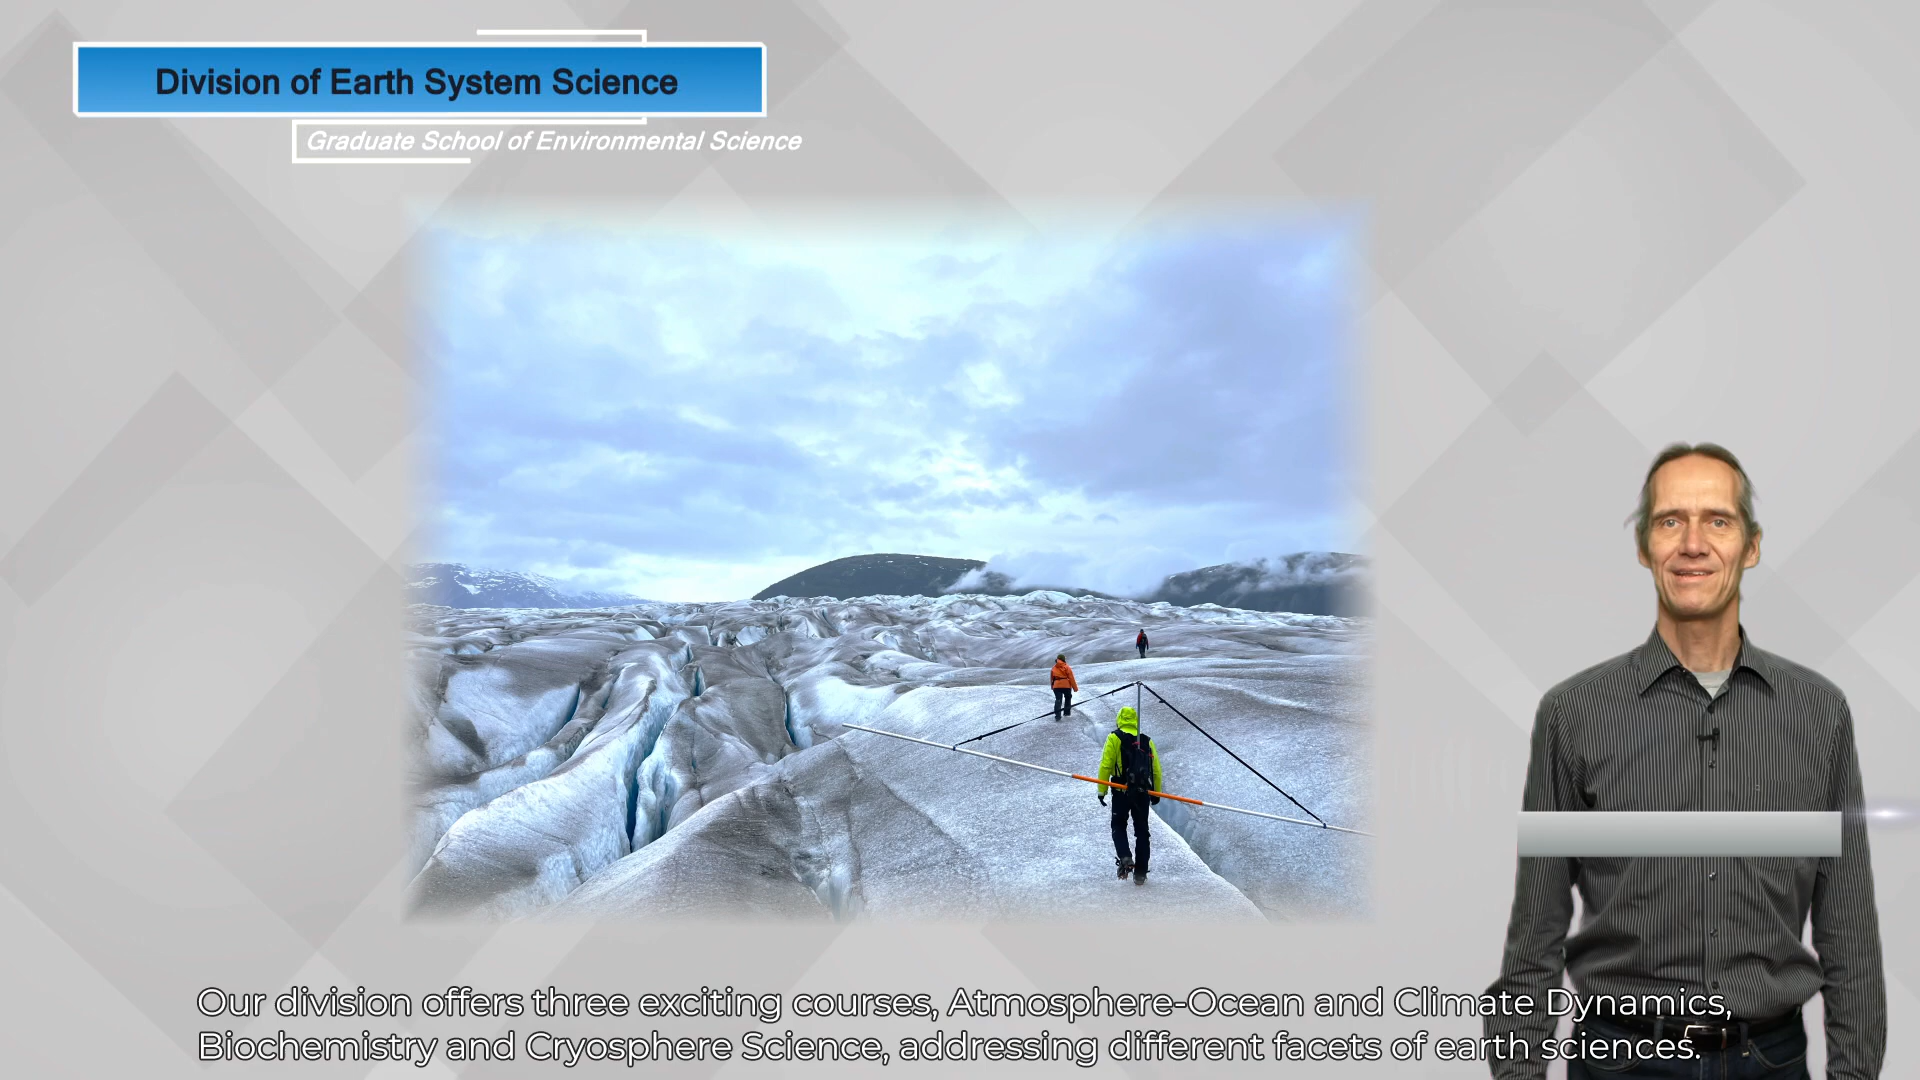 Division of Earth System Science
Graduate School of Environmental Science
Our division offers three exciting courses, Atmosphere-Ocean and Climate Dynamics,
Biochemistry and Cryosphere Science, addressing different facets of earth sciences.